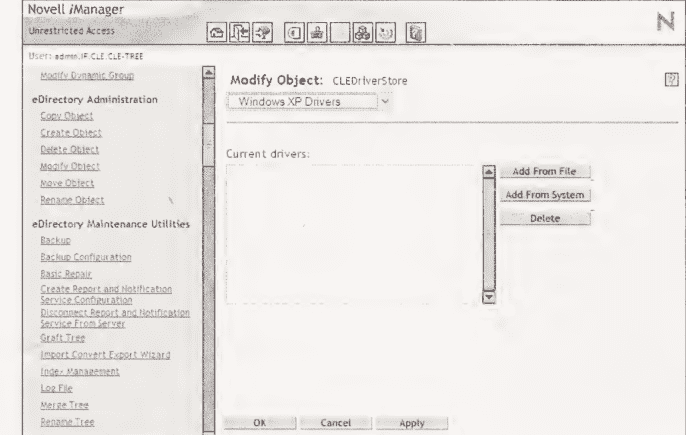 Novell iManager
Unrestricted Access
N
User: admin.IF.CLE.CLE-TREE
Modify Dynamic Group
eDirectory Administration
Copy Object
Create Object
Delete Object
Modify Object
Move Object
Rename Object
eDirectory Maintenance Utilities
Backup
Backup Configuration
Basic Repair
Create Report and Notification
Service Configuration
Disconnect Report and Notification
Service From Server
Graft Tree
Import Convert Export Wizard
Index Management
Log File
Merge Tree
Rename Tree
Modify Object: CLEDriverStore
?
Windows XP Drivers
Current drivers:
Add From File
Add From System
Delete
OK Cancel Apply